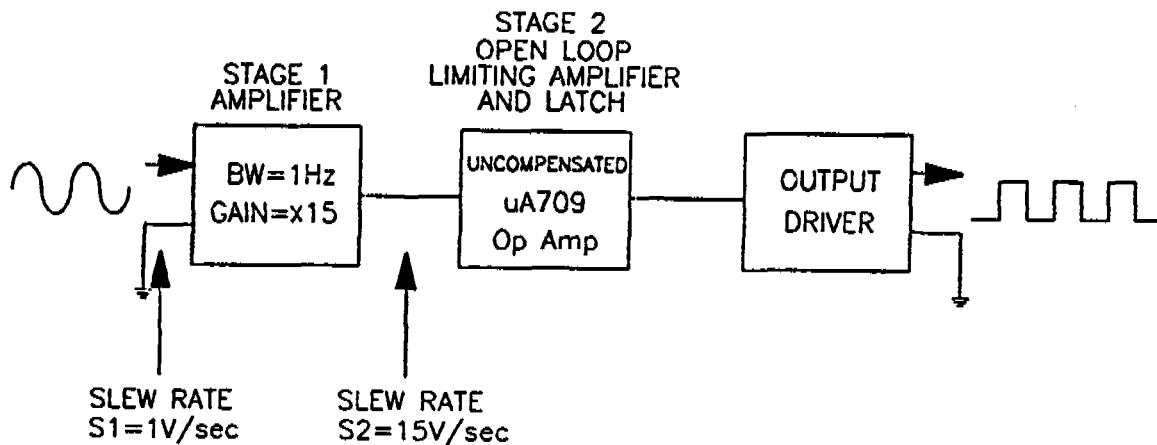 STAGE 1
AMPLIFIER
STAGE 2
OPEN LOOP
LIMITING AMPLIFIER
AND LATCH
BW=1Hz
GAIN=x15
UNCOMPENSATED
uA709
Op Amp
OUTPUT
DRIVER
SLEW RATE
S1=1V/sec
SLEW RATE
S2=15V/sec